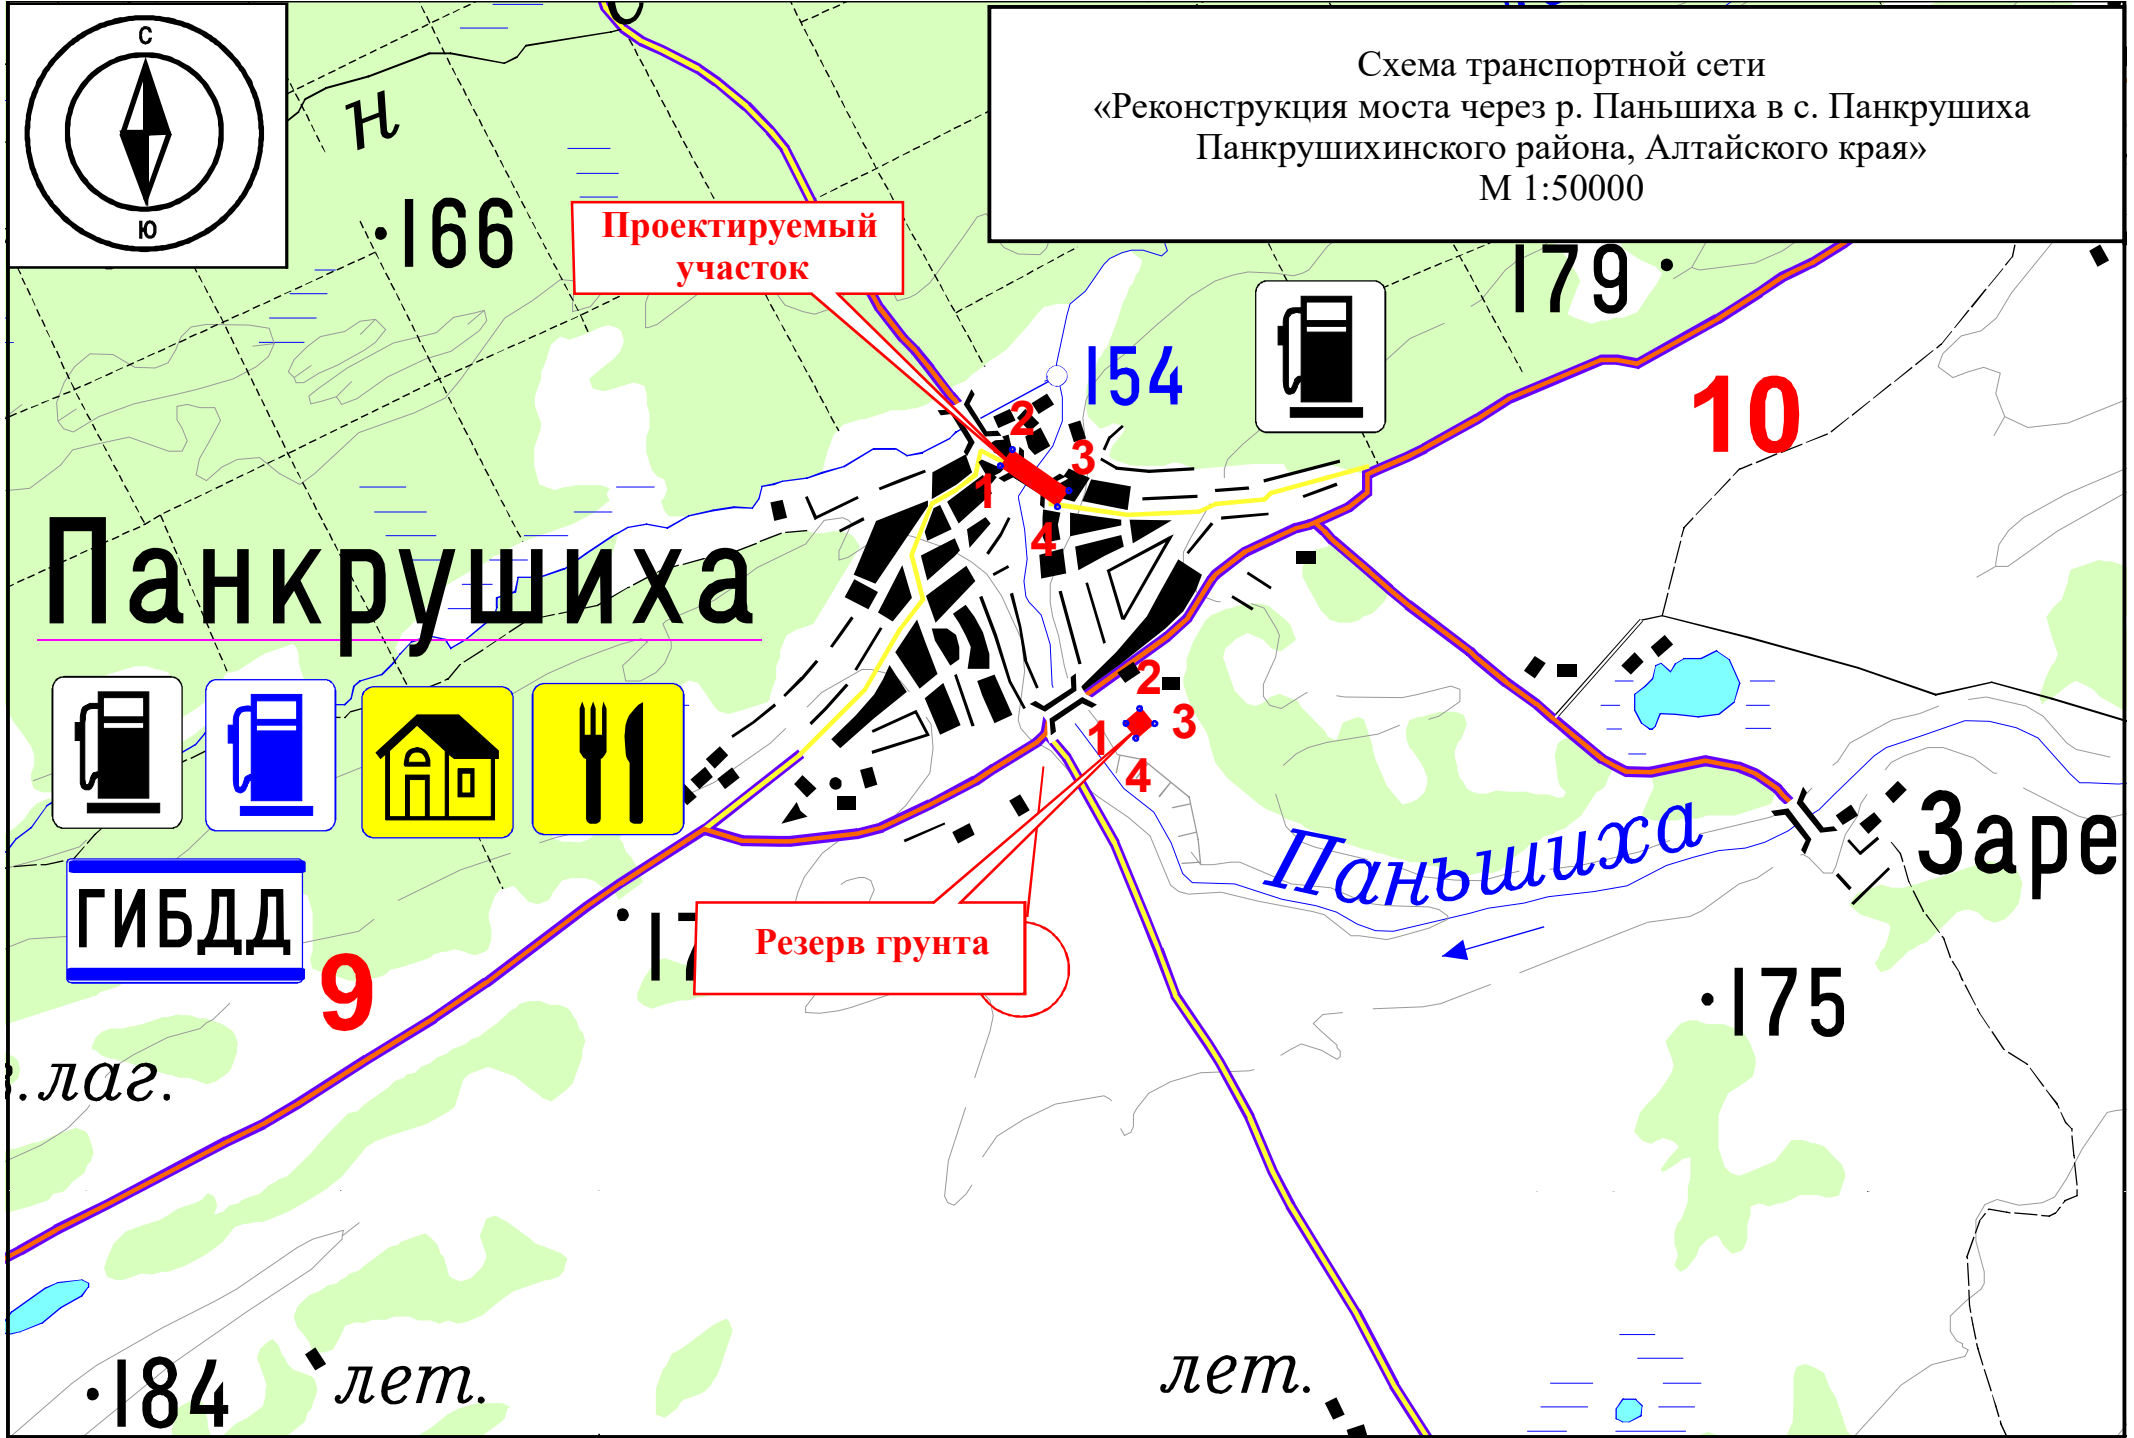 С
Ю
Схема транспортной сети
«Реконструкция моста через р. Паньшиха в с. Панкрушиха
Панкрушихинского района, Алтайского края»
М 1:50000
н
166
Проектируемый
участок
179
154
10
2
3
1
4
Панкрушиха
2
3
1
4
Паньшиха
Заре
ГИБДД
9
17
Резерв грунта
175
.лаг.
184
лет.
лет.